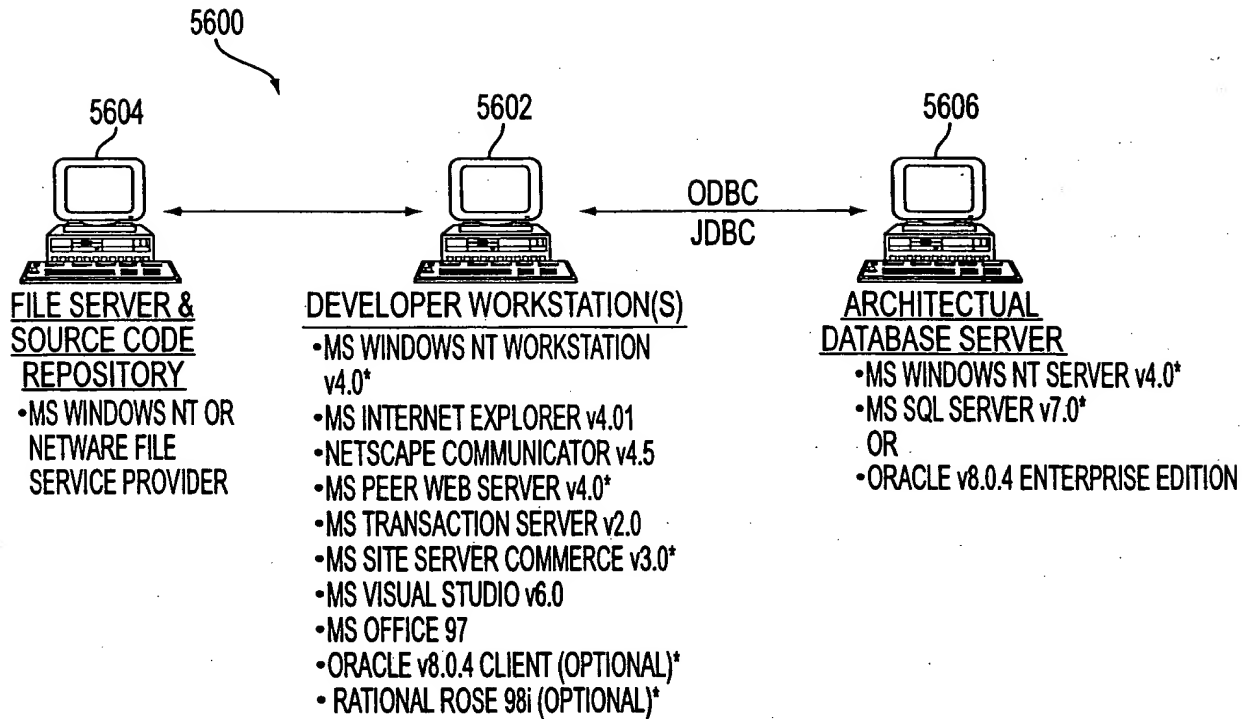 5600
5604
5602
5606
ODBC
JDBC
FILE SERVER &
SOURCE CODE
REPOSITORY
•MS WINDOWS NT OR
NETWARE FILE
SERVICE PROVIDER
DEVELOPER WORKSTATION(S)
•MS WINDOWS NT WORKSTATION
v4.0*
•MS INTERNET EXPLORER v4.01
•NETSCAPE COMMUNICATOR v4.5
•MS PEER WEB SERVER v4.0*
•MS TRANSACTION SERVER v2.0
•MS SITE SERVER COMMERCE v3.0*
•MS VISUAL STUDIO v6.0
•MS OFFICE 97
•ORACLE v8.0.4 CLIENT (OPTIONAL)*
• RATIONAL ROSE 98i (OPTIONAL)*
ARCHITECTUAL
DATABASE SERVER
•MS WINDOWS NT SERVER v4.0*
•MS SQL SERVER v7.0*
OR
•ORACLE v8.0.4 ENTERPRISE EDITION